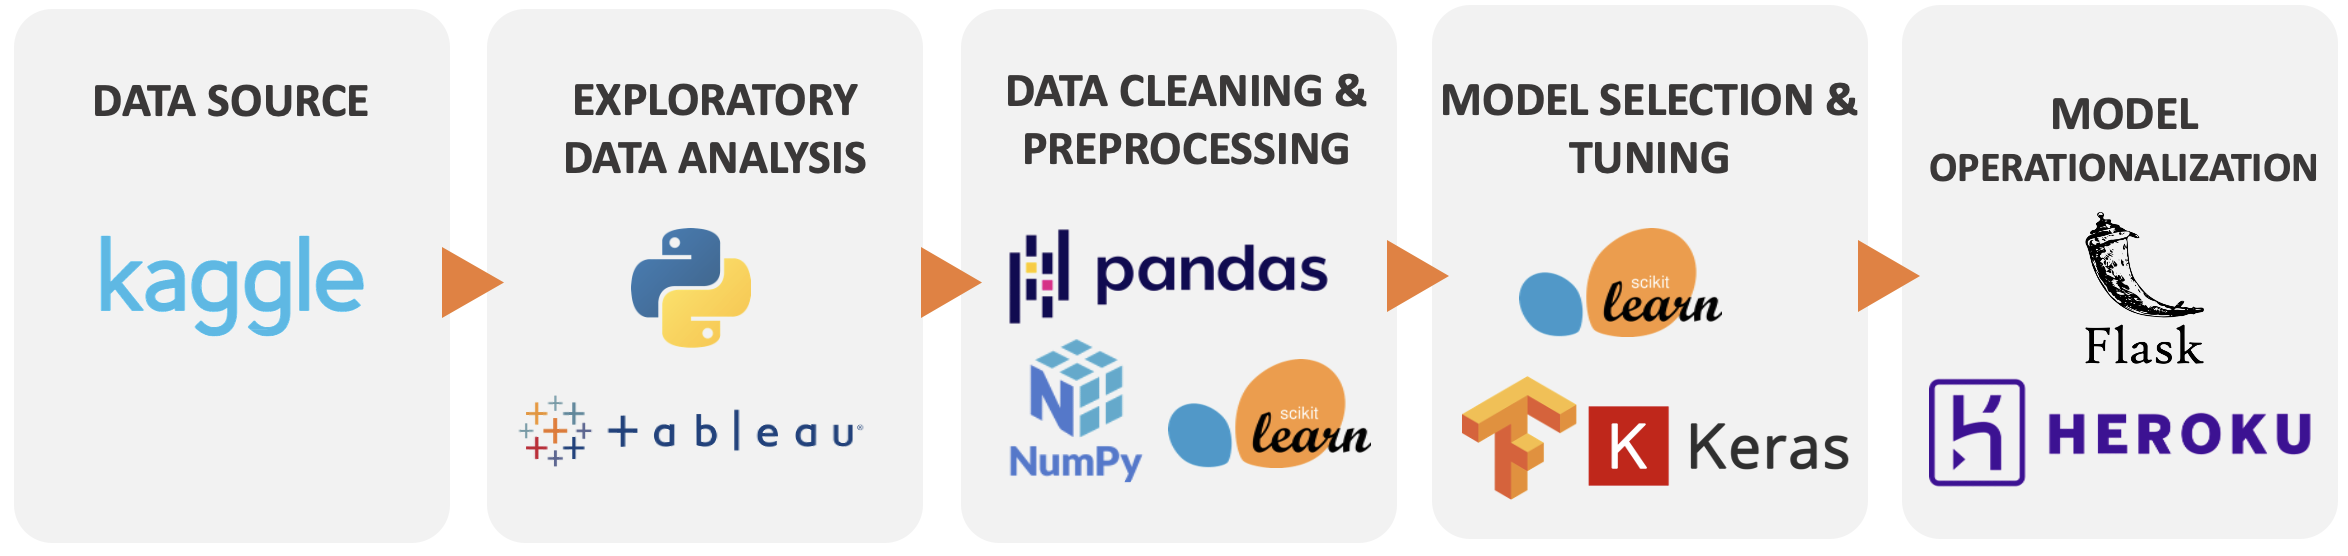 DATA SOURCE
kaggle
EXPLORATORY
DATA ANALYSIS
+ a b l e a u®
DATA CLEANING &
PREPROCESSING
pandas
NumPy
scikit
learn
MODEL SELECTION &
TUNING
scikit
learn
K Keras
MODEL
OPERATIONALIZATION
Flask
HEROKU